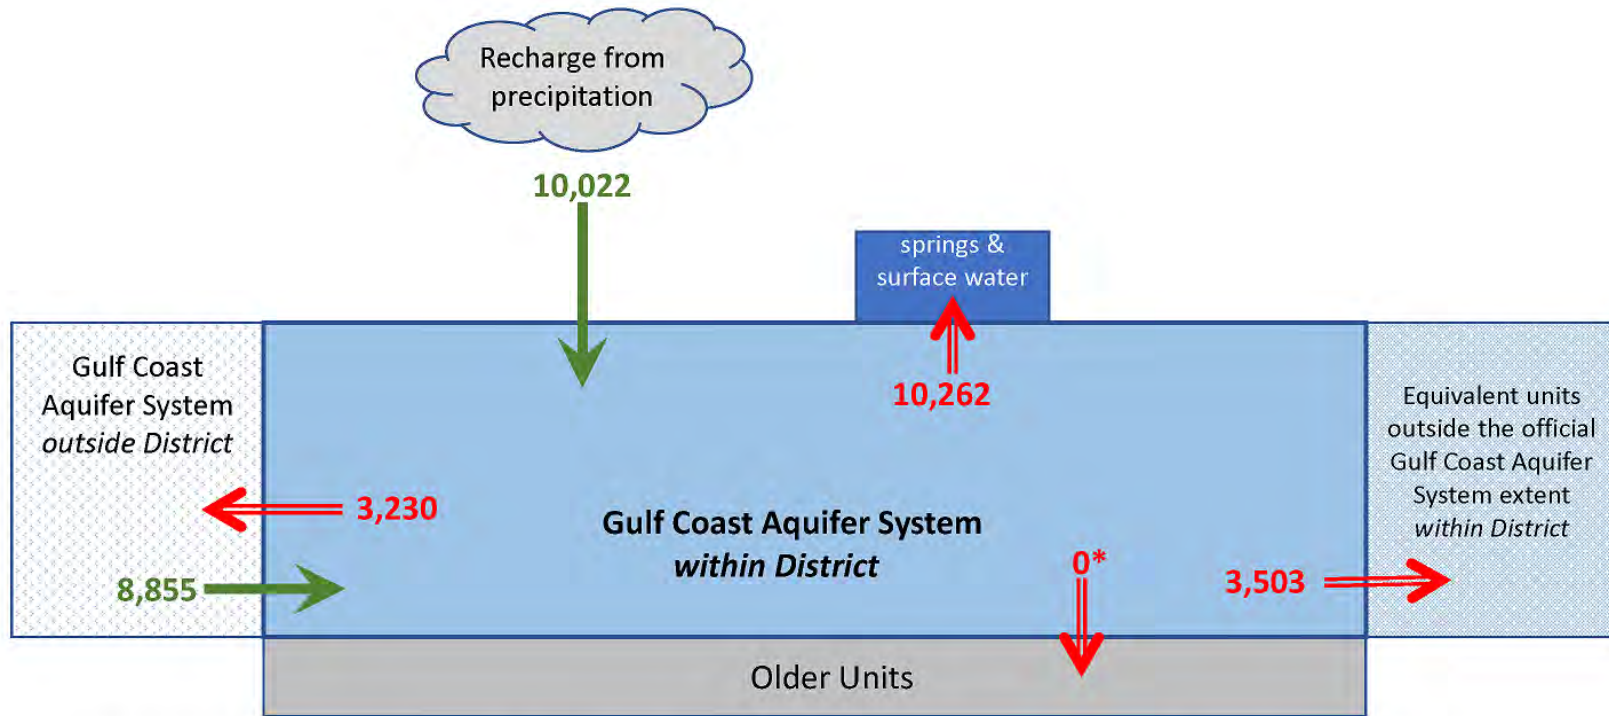 Recharge from
precipitation
10,022
springs &
surface water
10,262
Gulf Coast
Aquifer System
outside District
3,230
8,855
Gulf Coast Aquifer System
within District
0*
3,503
Equivalent units
outside the official
Gulf Coast Aquifer
System extent
within District
Older Units